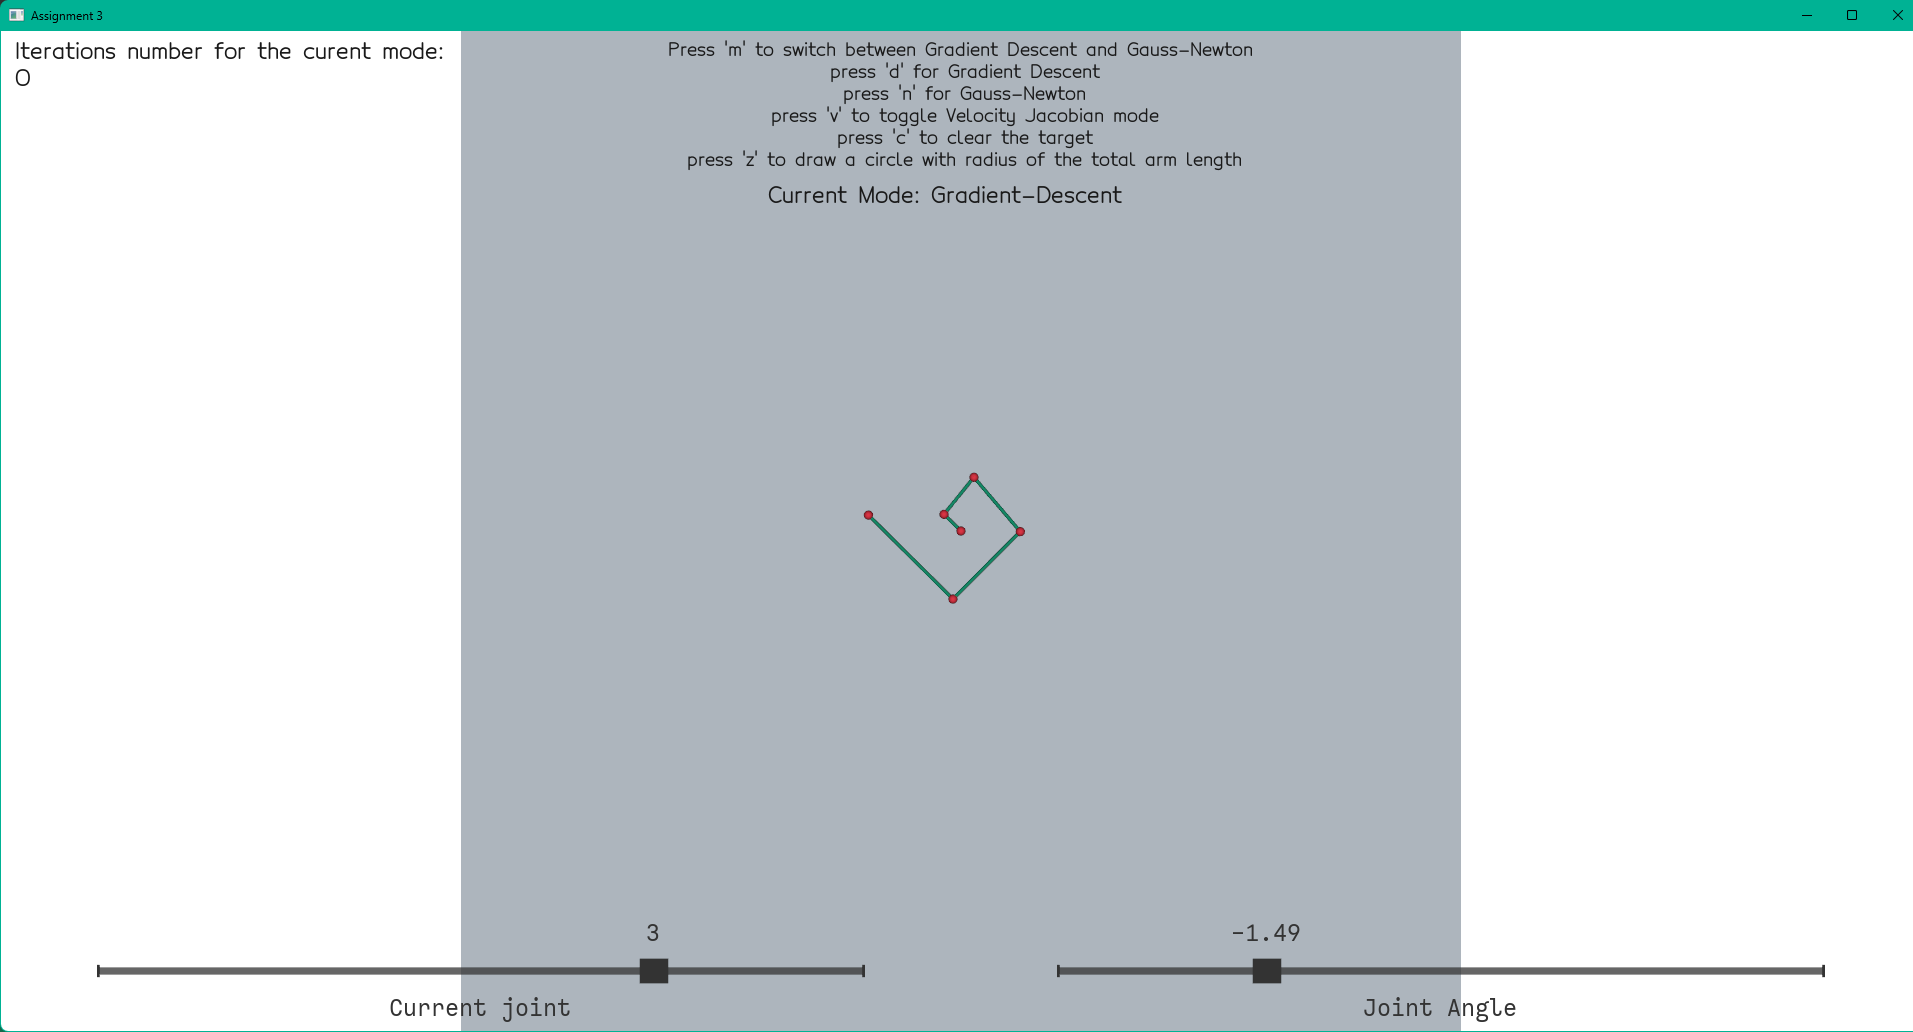 Assignment 3
Iterations number for the curent mode:
0
Press 'm' to switch between Gradient Descent and Gauss-Newton
press 'd' for Gradient Descent
press 'n' for Gauss-Newton
press 'v' to toggle Velocity Jacobian mode
press 'c' to clear the target
press 'z' to draw a circle with radius of the total arm length
Current Mode: Gradient-Descent
3
Current joint
-1.49
Joint Angle